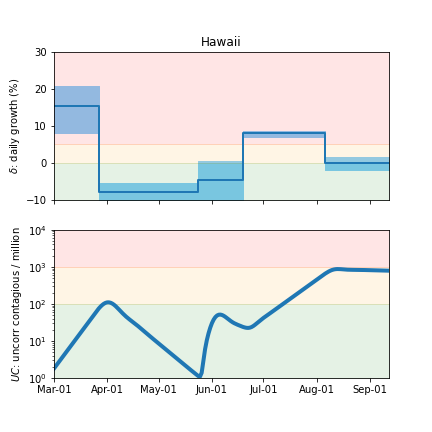 Hawaii
δ: daily growth (%)
30
20
10
0
−10
UC: uncorr contagious / million
10⁴
10³
10²
10¹
10⁰
Mar-01 Apr-01 May-01 Jun-01 Jul-01 Aug-01 Sep-01